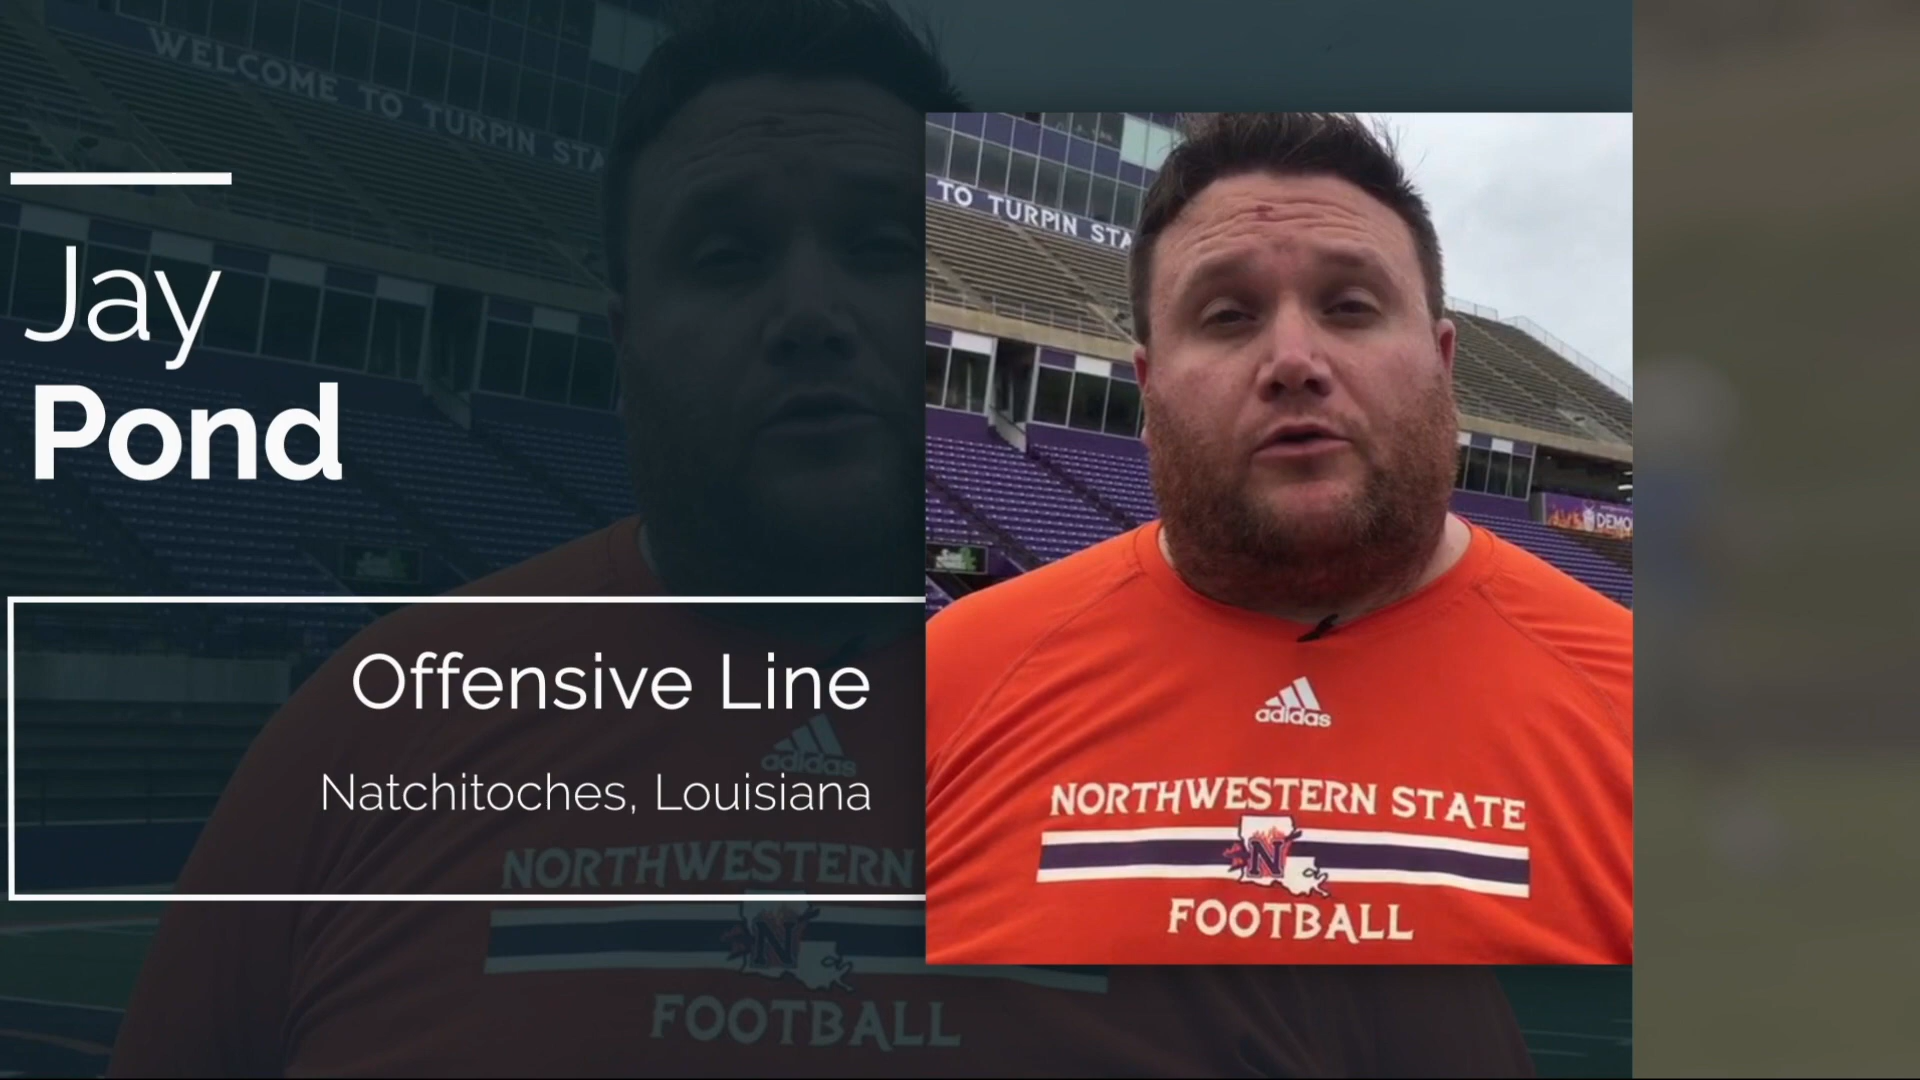 WELCOME TO TURPIN STA
TO TURPIN STA
Jay
Pond
DEMO
Offensive Line
adidas
adidas
Natchitoches, Louisiana
NORTHWESTERN STATE
N
FOOTBALL
NORTHWESTERN
N
FOOTBALL